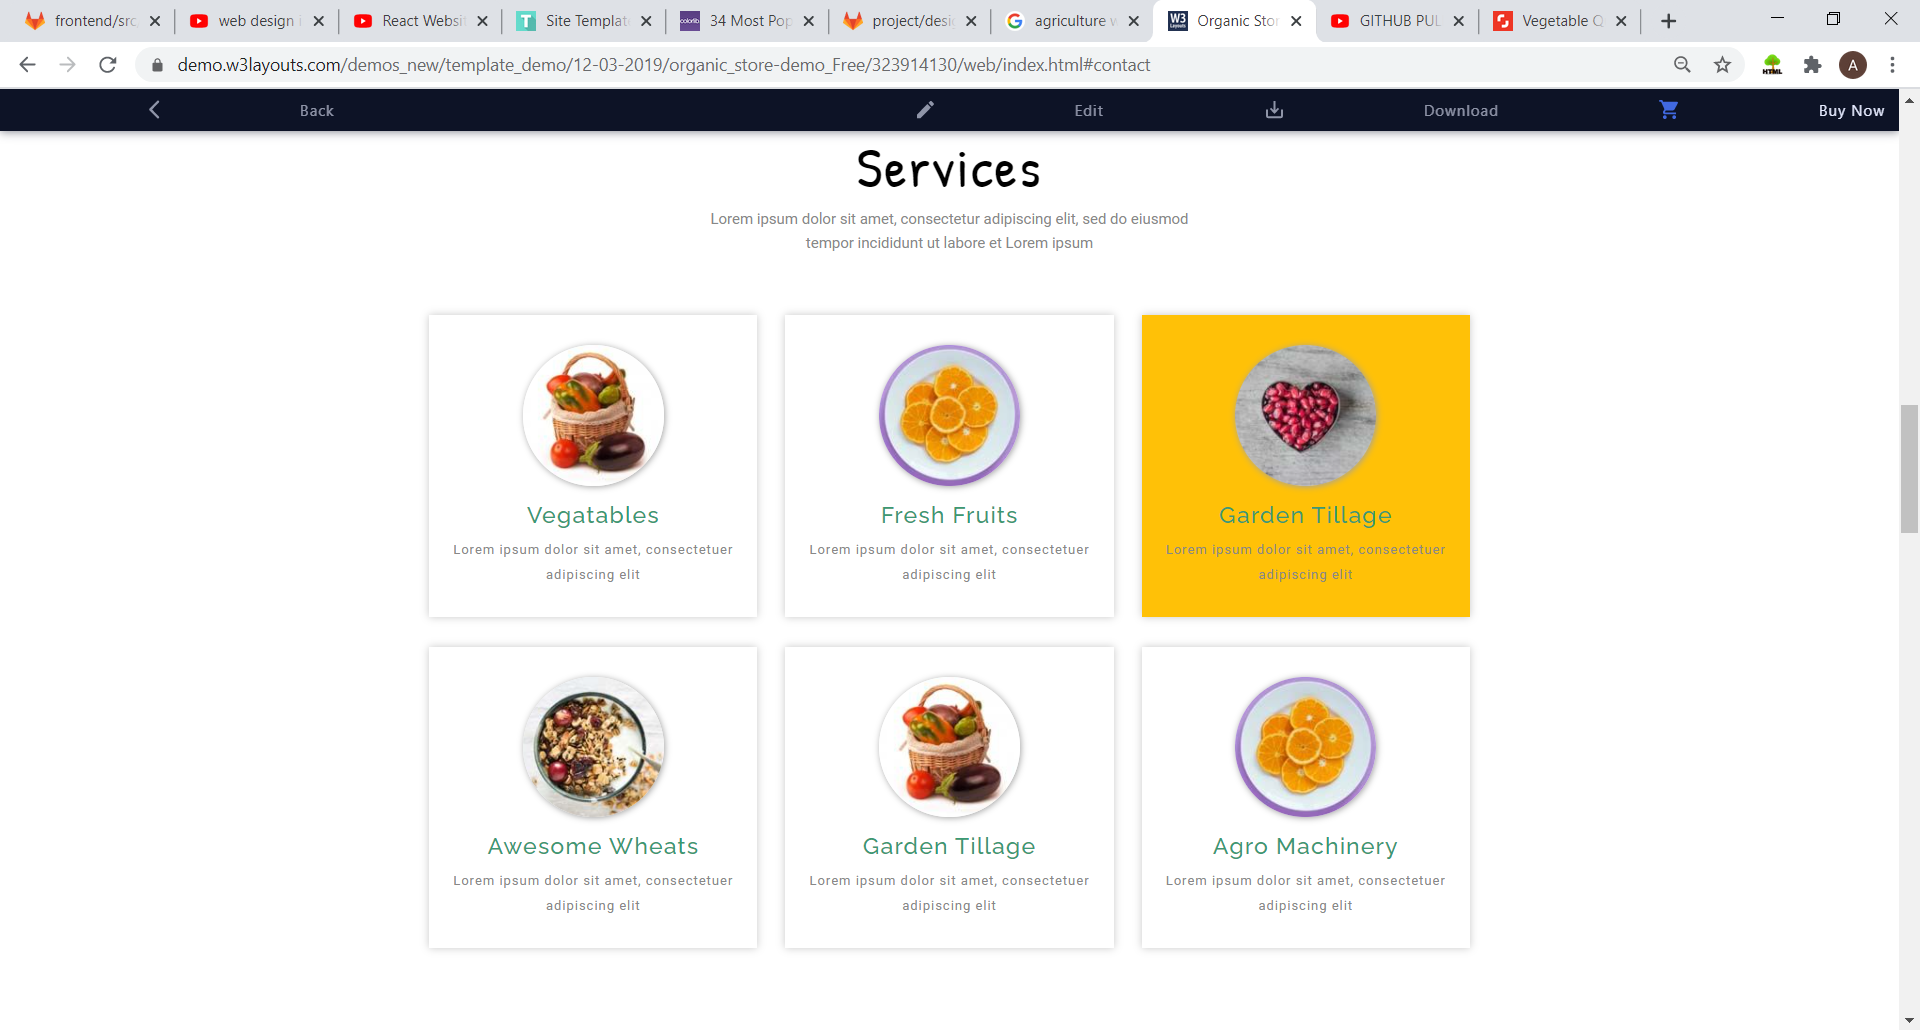 frontend/src
web design i
React Websit
Site Template
34 Most Pop
project/desig
agriculture w
Organic Stor
GITHUB PUL
Vegetable Q
demo.w3layouts.com/demos_new/template_demo/12-03-2019/organic_store-demo_Free/323914130/web/index.html#contact
Back
Edit
Download
Buy Now
Services
Lorem ipsum dolor sit amet, consectetur adipiscing elit, sed do eiusmod
tempor incididunt ut labore et Lorem ipsum
Vegatables
Lorem ipsum dolor sit amet, consectetuer
adipiscing elit
Fresh Fruits
Lorem ipsum dolor sit amet, consectetuer
adipiscing elit
Garden Tillage
Lorem ipsum dolor sit amet, consectetuer
adipiscing elit
Awesome Wheats
Lorem ipsum dolor sit amet, consectetuer
adipiscing elit
Garden Tillage
Lorem ipsum dolor sit amet, consectetuer
adipiscing elit
Agro Machinery
Lorem ipsum dolor sit amet, consectetuer
adipiscing elit